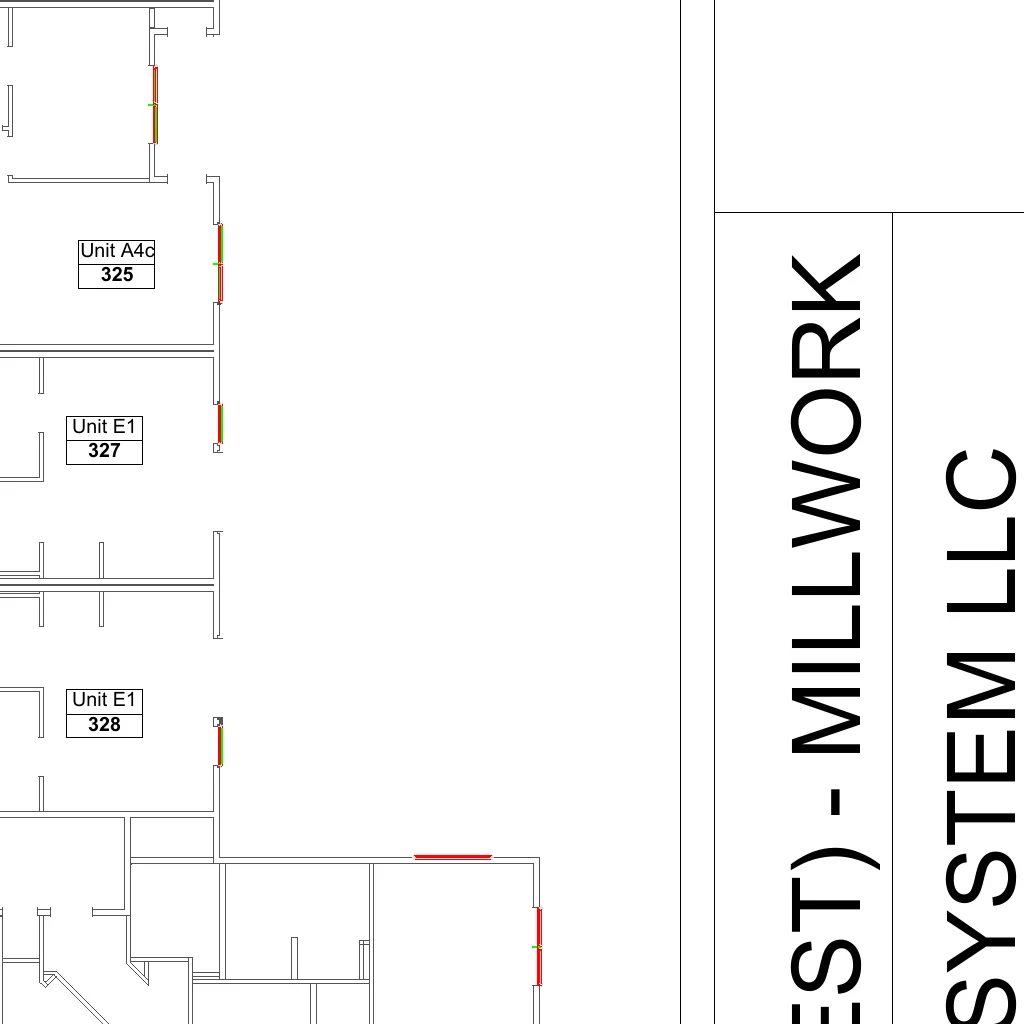 Unit A4c
325
Unit E1
327
Unit E1
328
EST) - MILLWORK
SYSTEM LLC